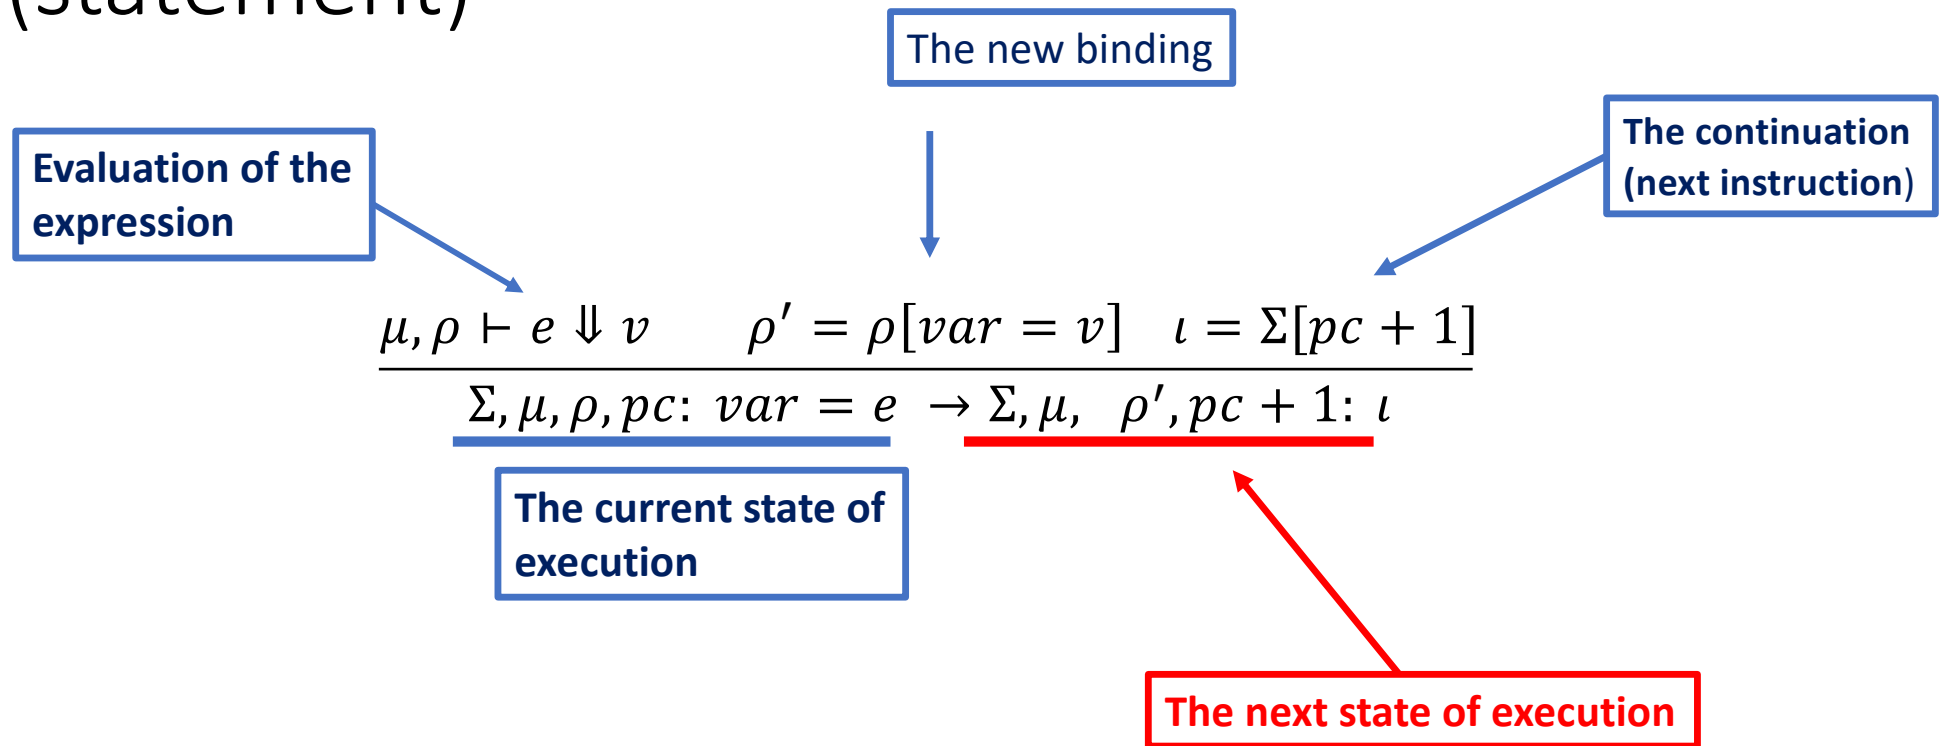 (statement)
The new binding
The continuation
(next instruction)
Evaluation of the
expression
μ, ρ ⊢ e ⇓ v ρ′ = ρ[var = v] ι = Σ[pc + 1]
Σ, μ, ρ, pc: var = e → Σ, μ, ρ′, pc + 1: ι
The current state of
execution
The next state of execution